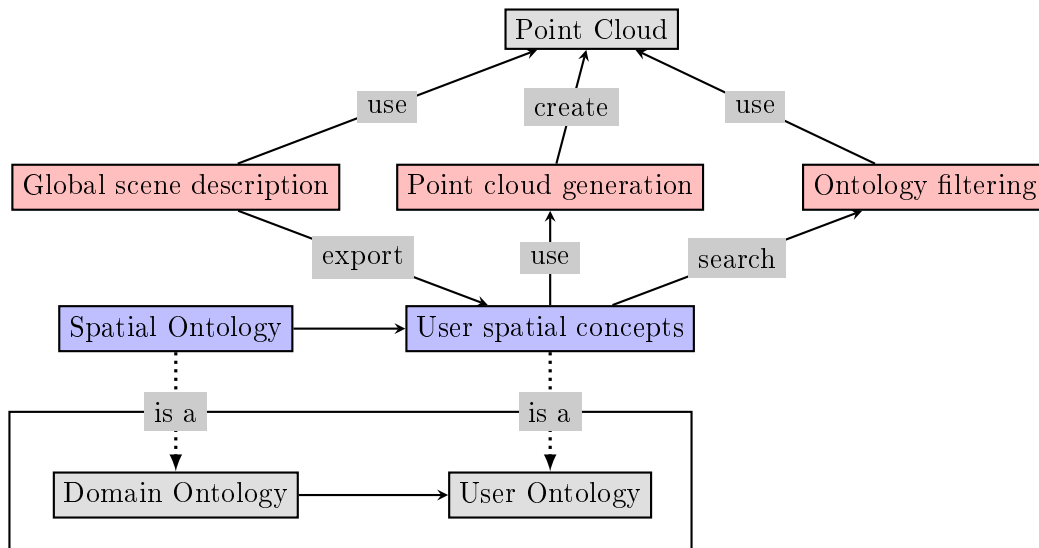 Point Cloud
use
create
use
Global scene description
Point cloud generation
Ontology filtering
export
use
search
Spatial Ontology
User spatial concepts
is a
is a
Domain Ontology
User Ontology